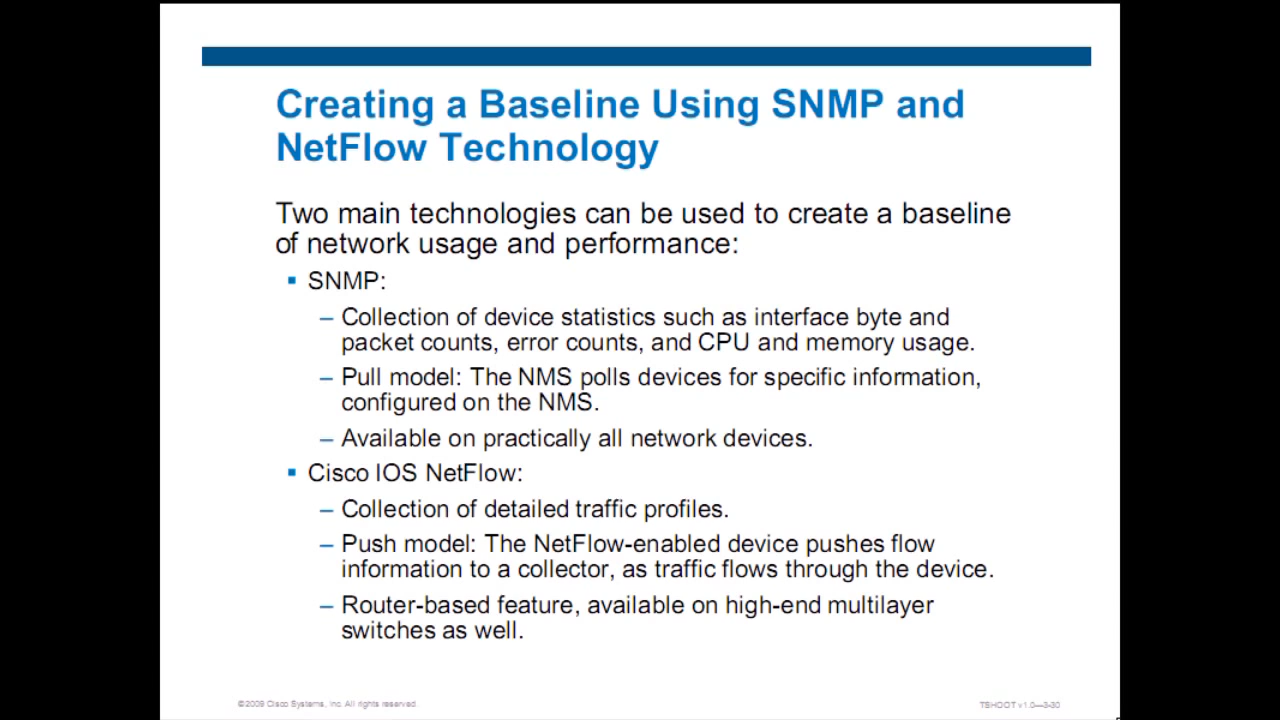 Creating a Baseline Using SNMP and
NetFlow Technology
Two main technologies can be used to create a baseline
of network usage and performance:
▪ SNMP:
– Collection of device statistics such as interface byte and
packet counts, error counts, and CPU and memory usage.
– Pull model: The NMS polls devices for specific information,
configured on the NMS.
– Available on practically all network devices.
▪ Cisco IOS NetFlow:
– Collection of detailed traffic profiles.
– Push model: The NetFlow-enabled device pushes flow
information to a collector, as traffic flows through the device.
– Router-based feature, available on high-end multilayer
switches as well.
©2009 Cisco Systems, Inc. All rights reserved.
TSHOOT v1.0—3-30